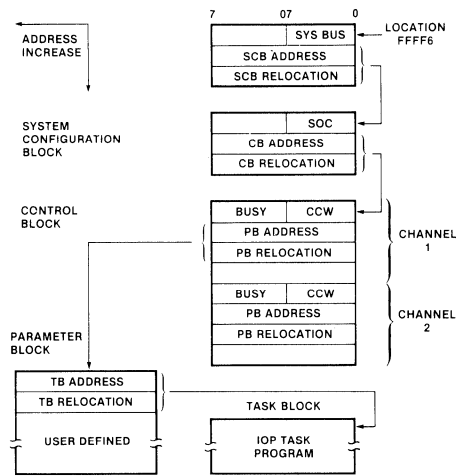 7 07 0
ADDRESS
INCREASE
SYS BUS
LOCATION
FFFF6
SCB ADDRESS
SCB RELOCATION
SYSTEM
CONFIGURATION
BLOCK
SOC
CB ADDRESS
CB RELOCATION
CONTROL
BLOCK
BUSY CCW
PB ADDRESS
PB RELOCATION
CHANNEL
1
BUSY CCW
PB ADDRESS
PB RELOCATION
CHANNEL
2
PARAMETER
BLOCK
TB ADDRESS
TB RELOCATION
USER DEFINED
TASK BLOCK
IOP TASK
PROGRAM